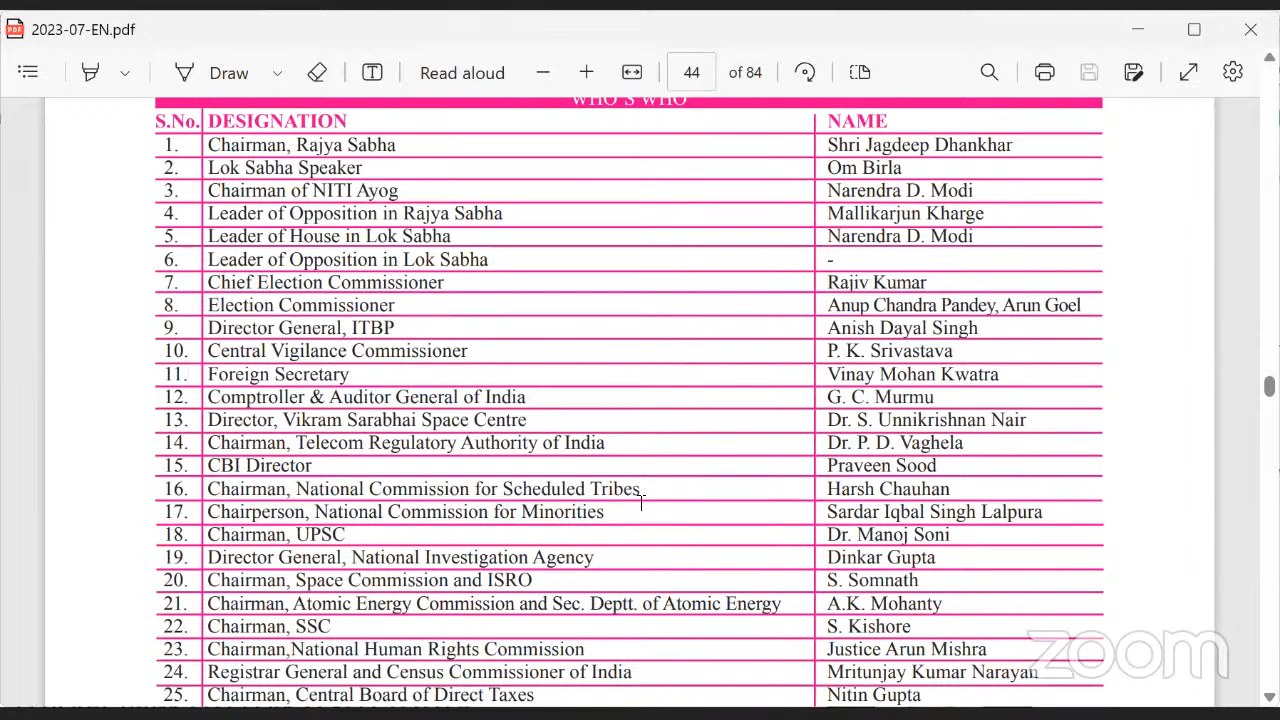 2023-07-EN.pdf
Draw Read aloud 44 of 84
WHO'S WHO
S.No. DESIGNATION NAME
1. Chairman, Rajya Sabha Shri Jagdeep Dhankhar
2. Lok Sabha Speaker Om Birla
3. Chairman of NITI Ayog Narendra D. Modi
4. Leader of Opposition in Rajya Sabha Mallikarjun Kharge
5. Leader of House in Lok Sabha Narendra D. Modi
6. Leader of Opposition in Lok Sabha -
7. Chief Election Commissioner Rajiv Kumar
8. Election Commissioner Anup Chandra Pandey, Arun Goel
9. Director General, ITBP Anish Dayal Singh
10. Central Vigilance Commissioner P. K. Srivastava
11. Foreign Secretary Vinay Mohan Kwatra
12. Comptroller & Auditor General of India G. C. Murmu
13. Director, Vikram Sarabhai Space Centre Dr. S. Unnikrishnan Nair
14. Chairman, Telecom Regulatory Authority of India Dr. P. D. Vaghela
15. CBI Director Praveen Sood
16. Chairman, National Commission for Scheduled Tribes Harsh Chauhan
17. Chairperson, National Commission for Minorities Sardar Iqbal Singh Lalpura
18. Chairman, UPSC Dr. Manoj Soni
19. Director General, National Investigation Agency Dinkar Gupta
20. Chairman, Space Commission and ISRO S. Somnath
21. Chairman, Atomic Energy Commission and Sec. Deptt. of Atomic Energy A.K. Mohanty
22. Chairman, SSC S. Kishore
23. Chairman,National Human Rights Commission Justice Arun Mishra
24. Registrar General and Census Commissioner of India Mritunjay Kumar Narayan
25. Chairman, Central Board of Direct Taxes Nitin Gupta
zoom